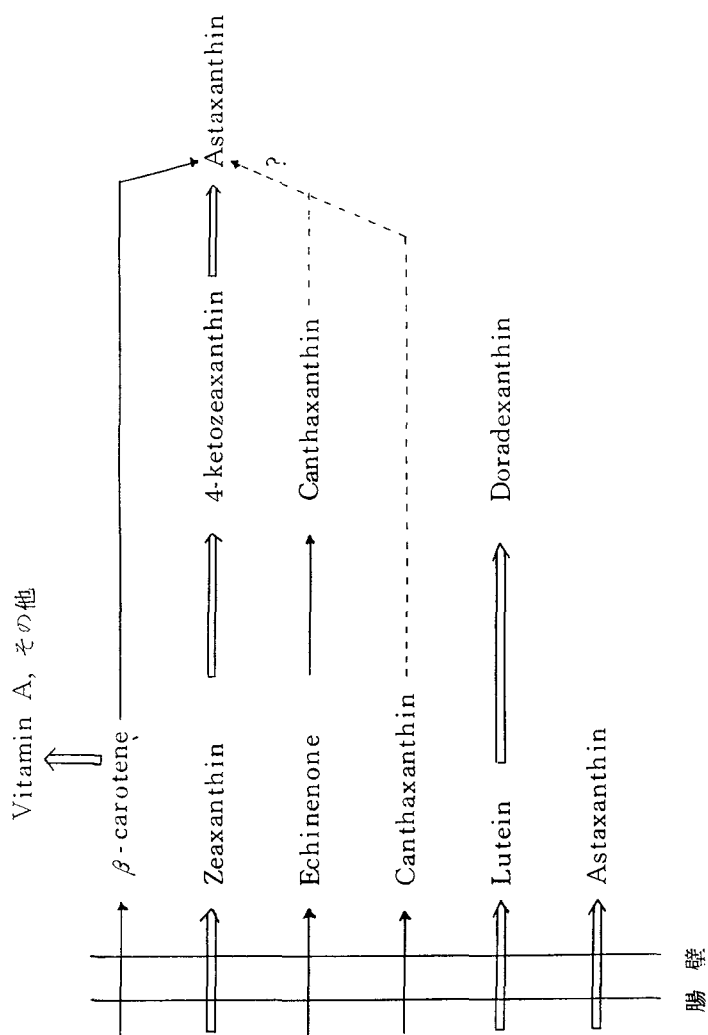 Vitamin A, その他
β-carotene
Astaxanthin
Zeaxanthin
4-ketozeaxanthin
?
Echinenone
Canthaxanthin
Canthaxanthin
Lutein
Doradexanthin
Astaxanthin
腸壁